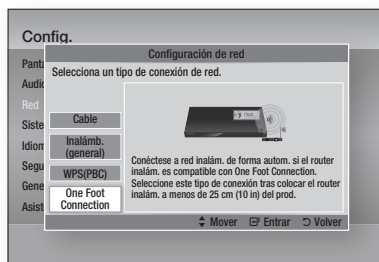 Config.
Configuración de red
Selecciona un tipo de conexión de red.
Panta
Audio
Red
Siste
Idiom
Segu
Gene
Asist
Cable
Inalámb.
(general)
WPS(PBC)
One Foot
Connection
Conéctese a red inalám. de forma autom. si el router
inalám. es compatible con One Foot Connection.
Seleccione este tipo de conexión tras colocar el router
inalám. a menos de 25 cm (10 in) del prod.
Mover Entrar Volver